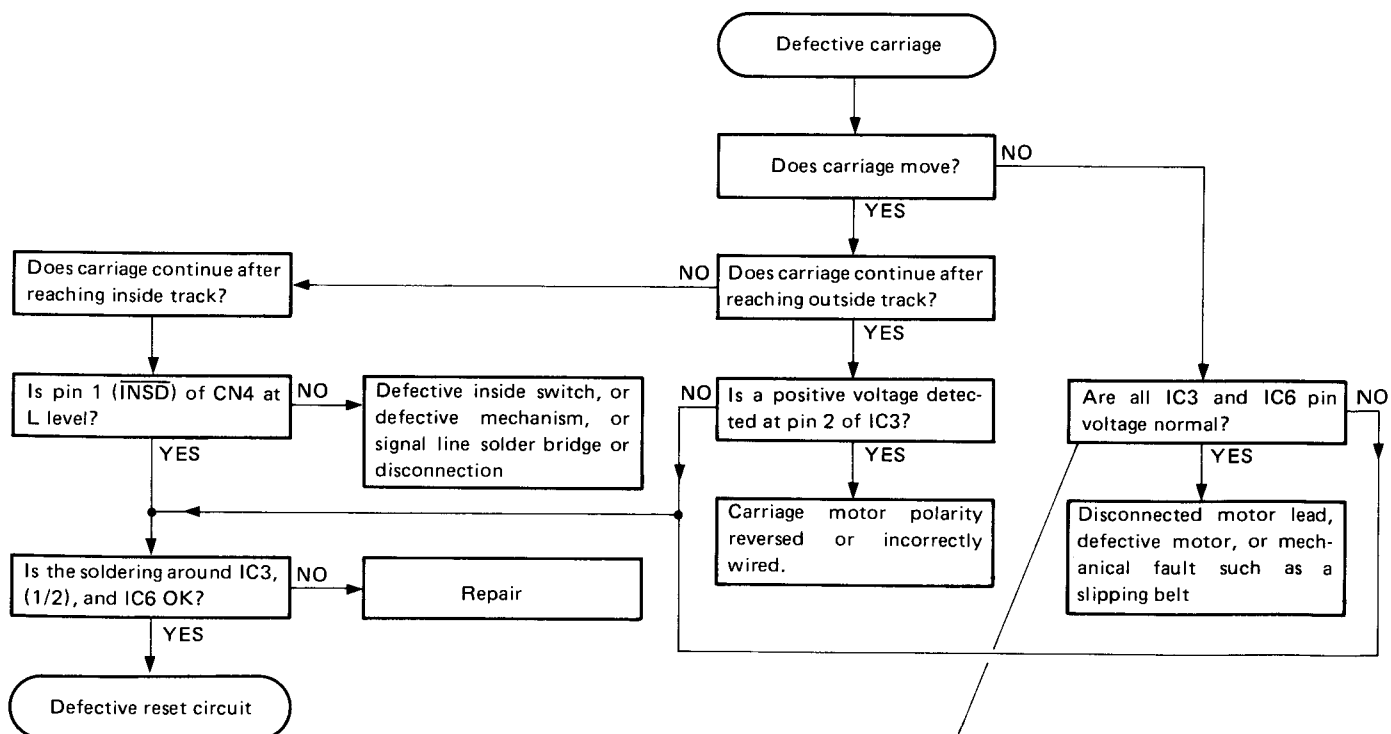 Defective carriage
Does carriage move?
NO
YES
Does carriage continue after
reaching inside track?
NO
Does carriage continue after
reaching outside track?
YES
Is pin 1 (INSD) of CN4 at
L level?
NO
YES
Defective inside switch, or
defective mechanism, or
signal line solder bridge or
disconnection
NO
Is a positive voltage detec-
ted at pin 2 of IC3?
YES
Are all IC3 and IC6 pin
voltage normal?
NO
YES
Carriage motor polarity
reversed or incorrectly
wired.
Disconnected motor lead,
defective motor, or mech-
anical fault such as a
slipping belt
Is the soldering around IC3,
(1/2), and IC6 OK?
NO
YES
Repair
Defective reset circuit